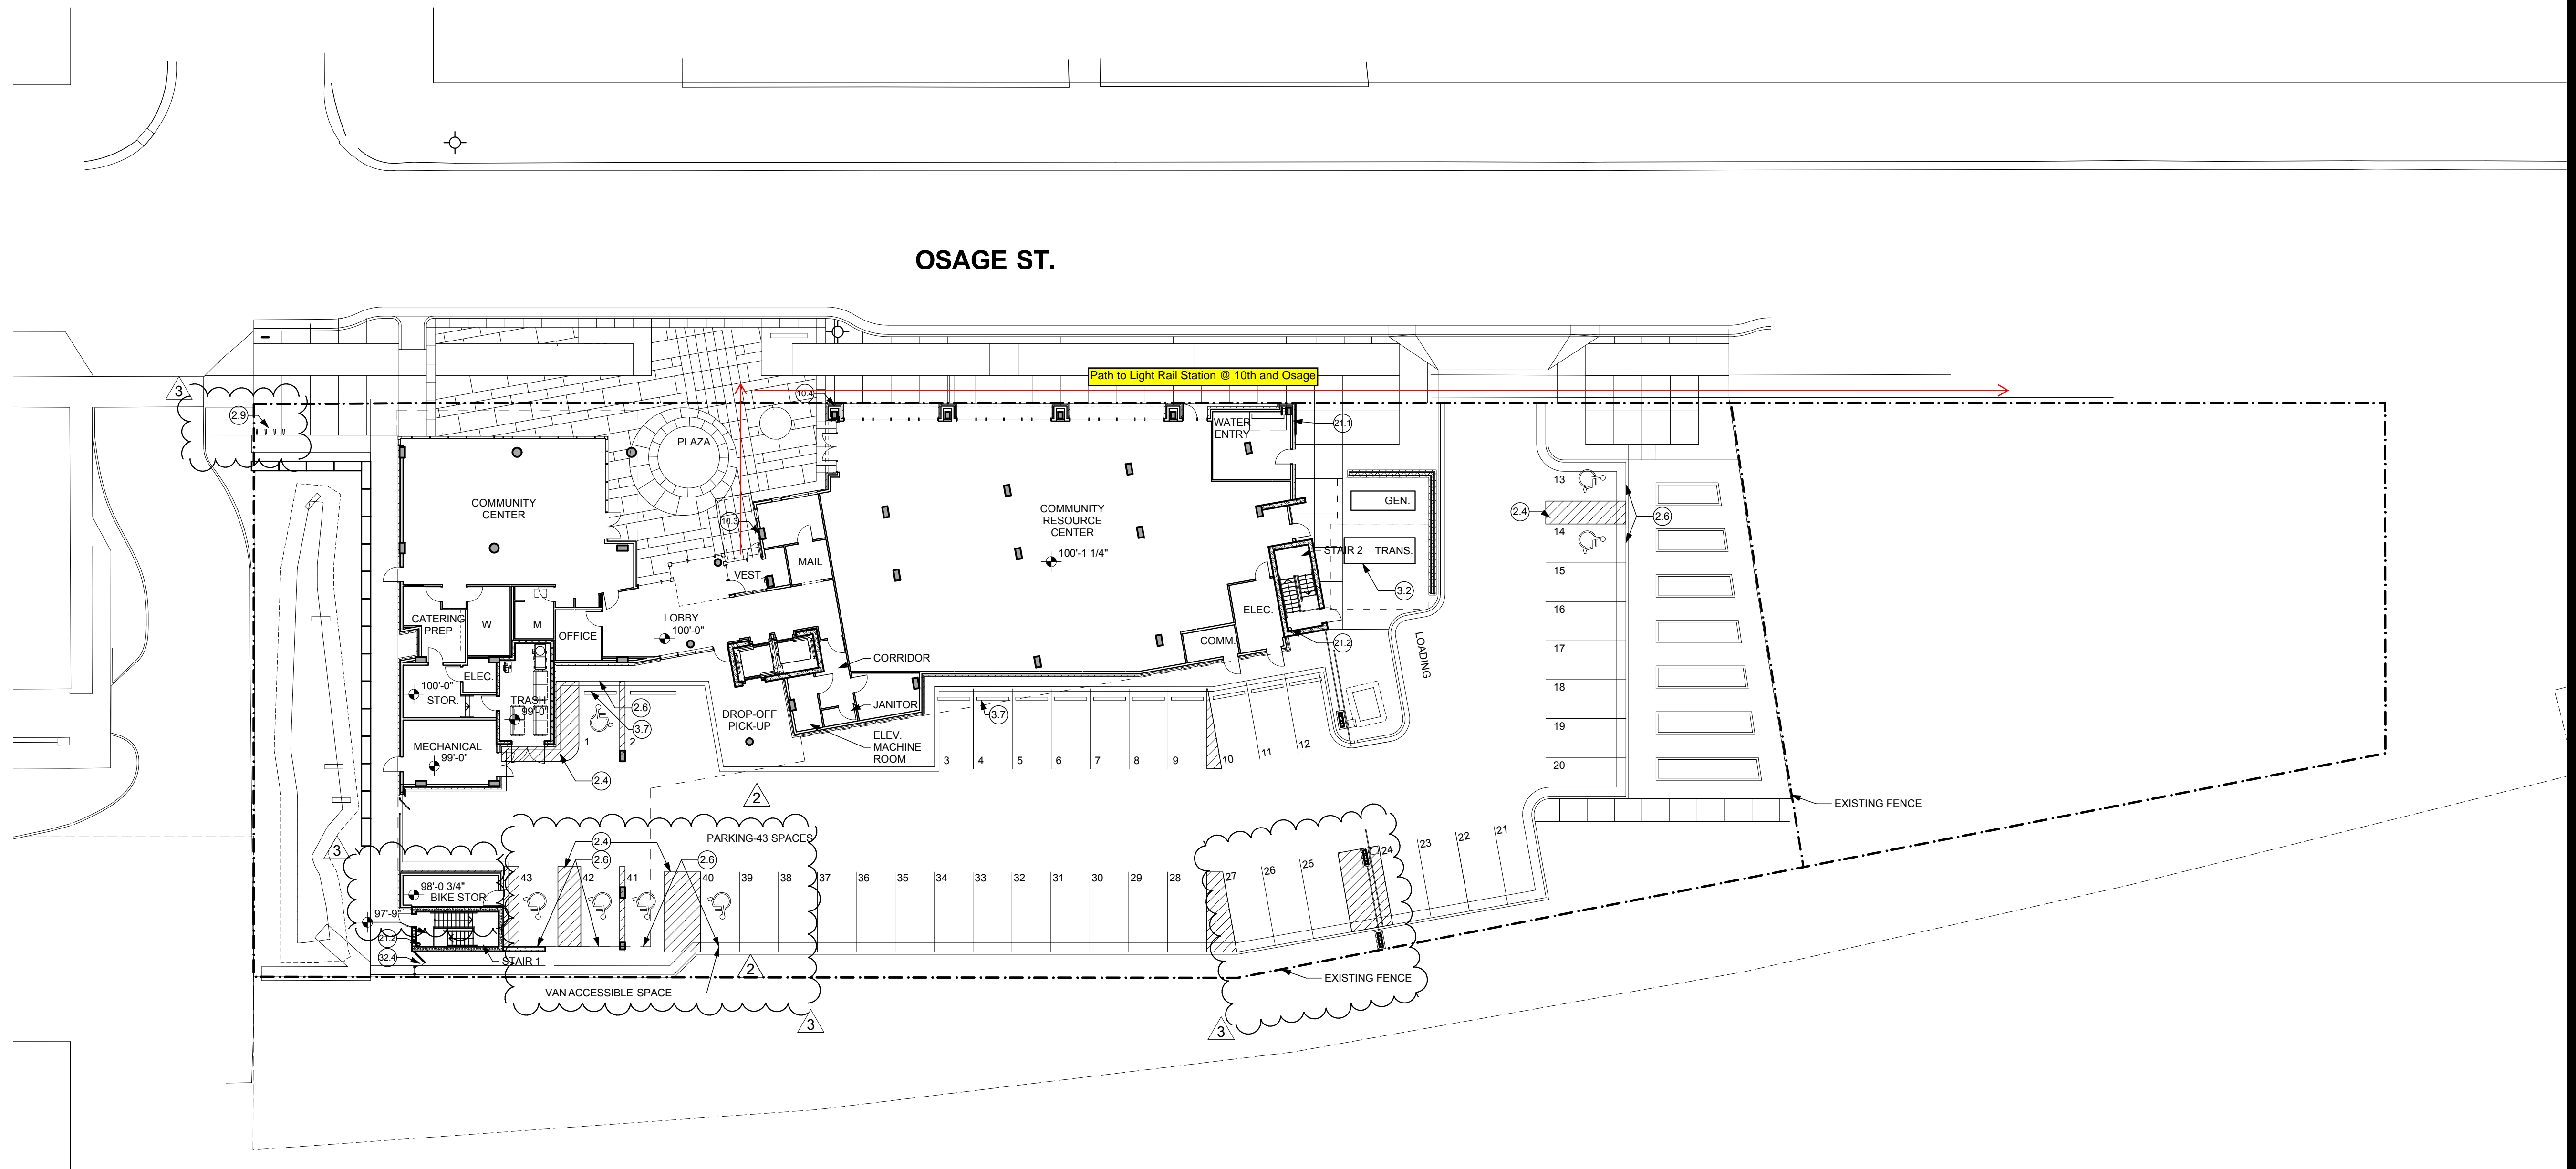 OSAGE ST.
Path to Light Rail Station @ 10th and Osage
3
2.9
10.4
PLAZA
WATER
ENTRY
21.1
COMMUNITY
CENTER
COMMUNITY
RESOURCE
CENTER
100'-1 1/4"
10.3
GEN.
STAIR 2
TRANS.
3.2
VEST.
MAIL
13
2.4
2.6
14
15
16
17
18
19
20
CATERING
PREP
W
M
OFFICE
LOBBY
100'-0"
ELEC.
COMM.
21.2
LOADING
CORRIDOR
ELEC.
100'-0"
STOR.
TRASH
99'-0"
JANITOR
DROP-OFF
PICK-UP
ELEV.
MACHINE
ROOM
2.6
3.7
3.7
1
2
MECHANICAL
99'-0"
2.4
3
4
5
6
7
8
9
10
11
12
2
EXISTING FENCE
PARKING-43 SPACES
3
2.4
2.6
2.6
98'-0 3/4"
BIKE STOR.
97'-9"
21.2
32.4
STAIR 1
43
42
41
40
39
38
37
36
35
34
33
32
31
30
29
28
27
26
25
24
23
22
21
2
VAN ACCESSIBLE SPACE
EXISTING FENCE
3
3